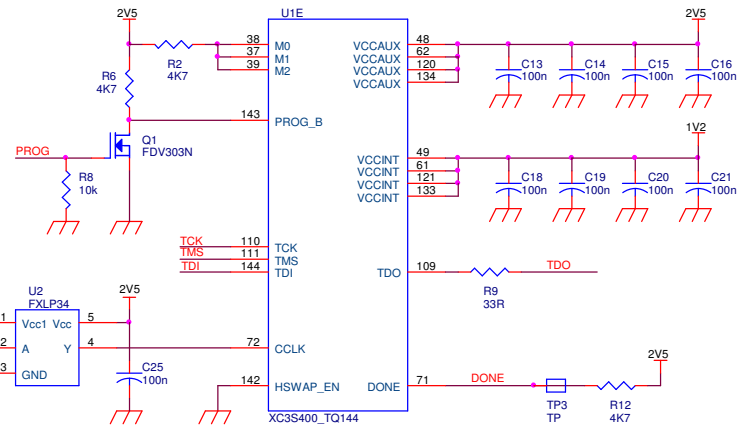 2V5
U1E
2V5
38 M0 VCCAUX 48
37 M1 VCCAUX 62
39 M2 VCCAUX 120
VCCAUX 134
R2
4K7
R6
4K7
C13
100n
C14
100n
C15
100n
C16
100n
143 PROG_B
1V2
PROG
Q1
FDV303N
R8
10k
VCCINT 49
VCCINT 61
VCCINT 121
VCCINT 133
C18
100n
C19
100n
C20
100n
C21
100n
TCK 110 TCK
TMS 111 TMS
TDI 144 TDI
TDO 109 TDO
R9
33R
U2
FXLP34
2V5
1 Vcc1 Vcc 5
2 A Y 4
3 GND
C25
100n
72 CCLK
142 HSWAP_EN
DONE 71 DONE
2V5
TP3
TP
R12
4K7
XC3S400_TQ144